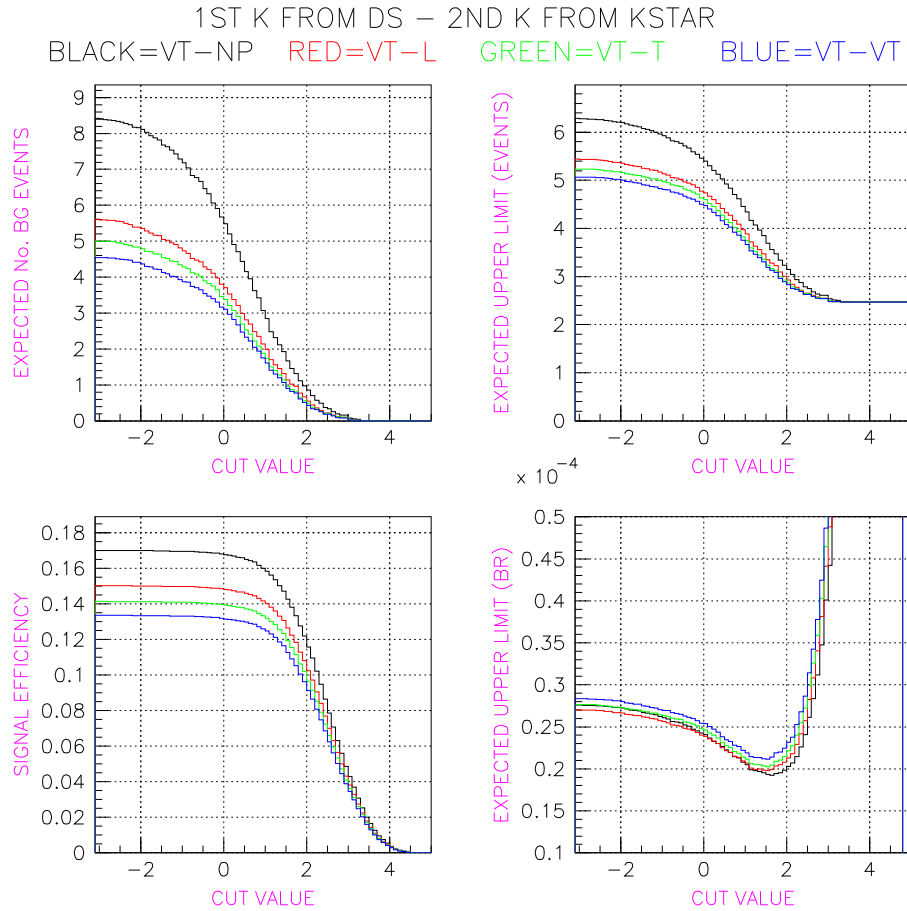 1ST K FROM DS − 2ND K FROM KSTAR
BLACK=VT−NP RED=VT−L GREEN=VT−T BLUE=VT−VT
EXPECTED No. BG EVENTS
9
8
7
6
5
4
3
2
1
0
−2 0 2 4
CUT VALUE
EXPECTED UPPER LIMIT (EVENTS)
6
5
4
3
2
1
0
−2 0 2 4
CUT VALUE
SIGNAL EFFICIENCY
0.18
0.16
0.14
0.12
0.1
0.08
0.06
0.04
0.02
0
−2 0 2 4
CUT VALUE
x 10⁻⁴
EXPECTED UPPER LIMIT (BR)
0.5
0.45
0.4
0.35
0.3
0.25
0.2
0.15
0.1
−2 0 2 4
CUT VALUE